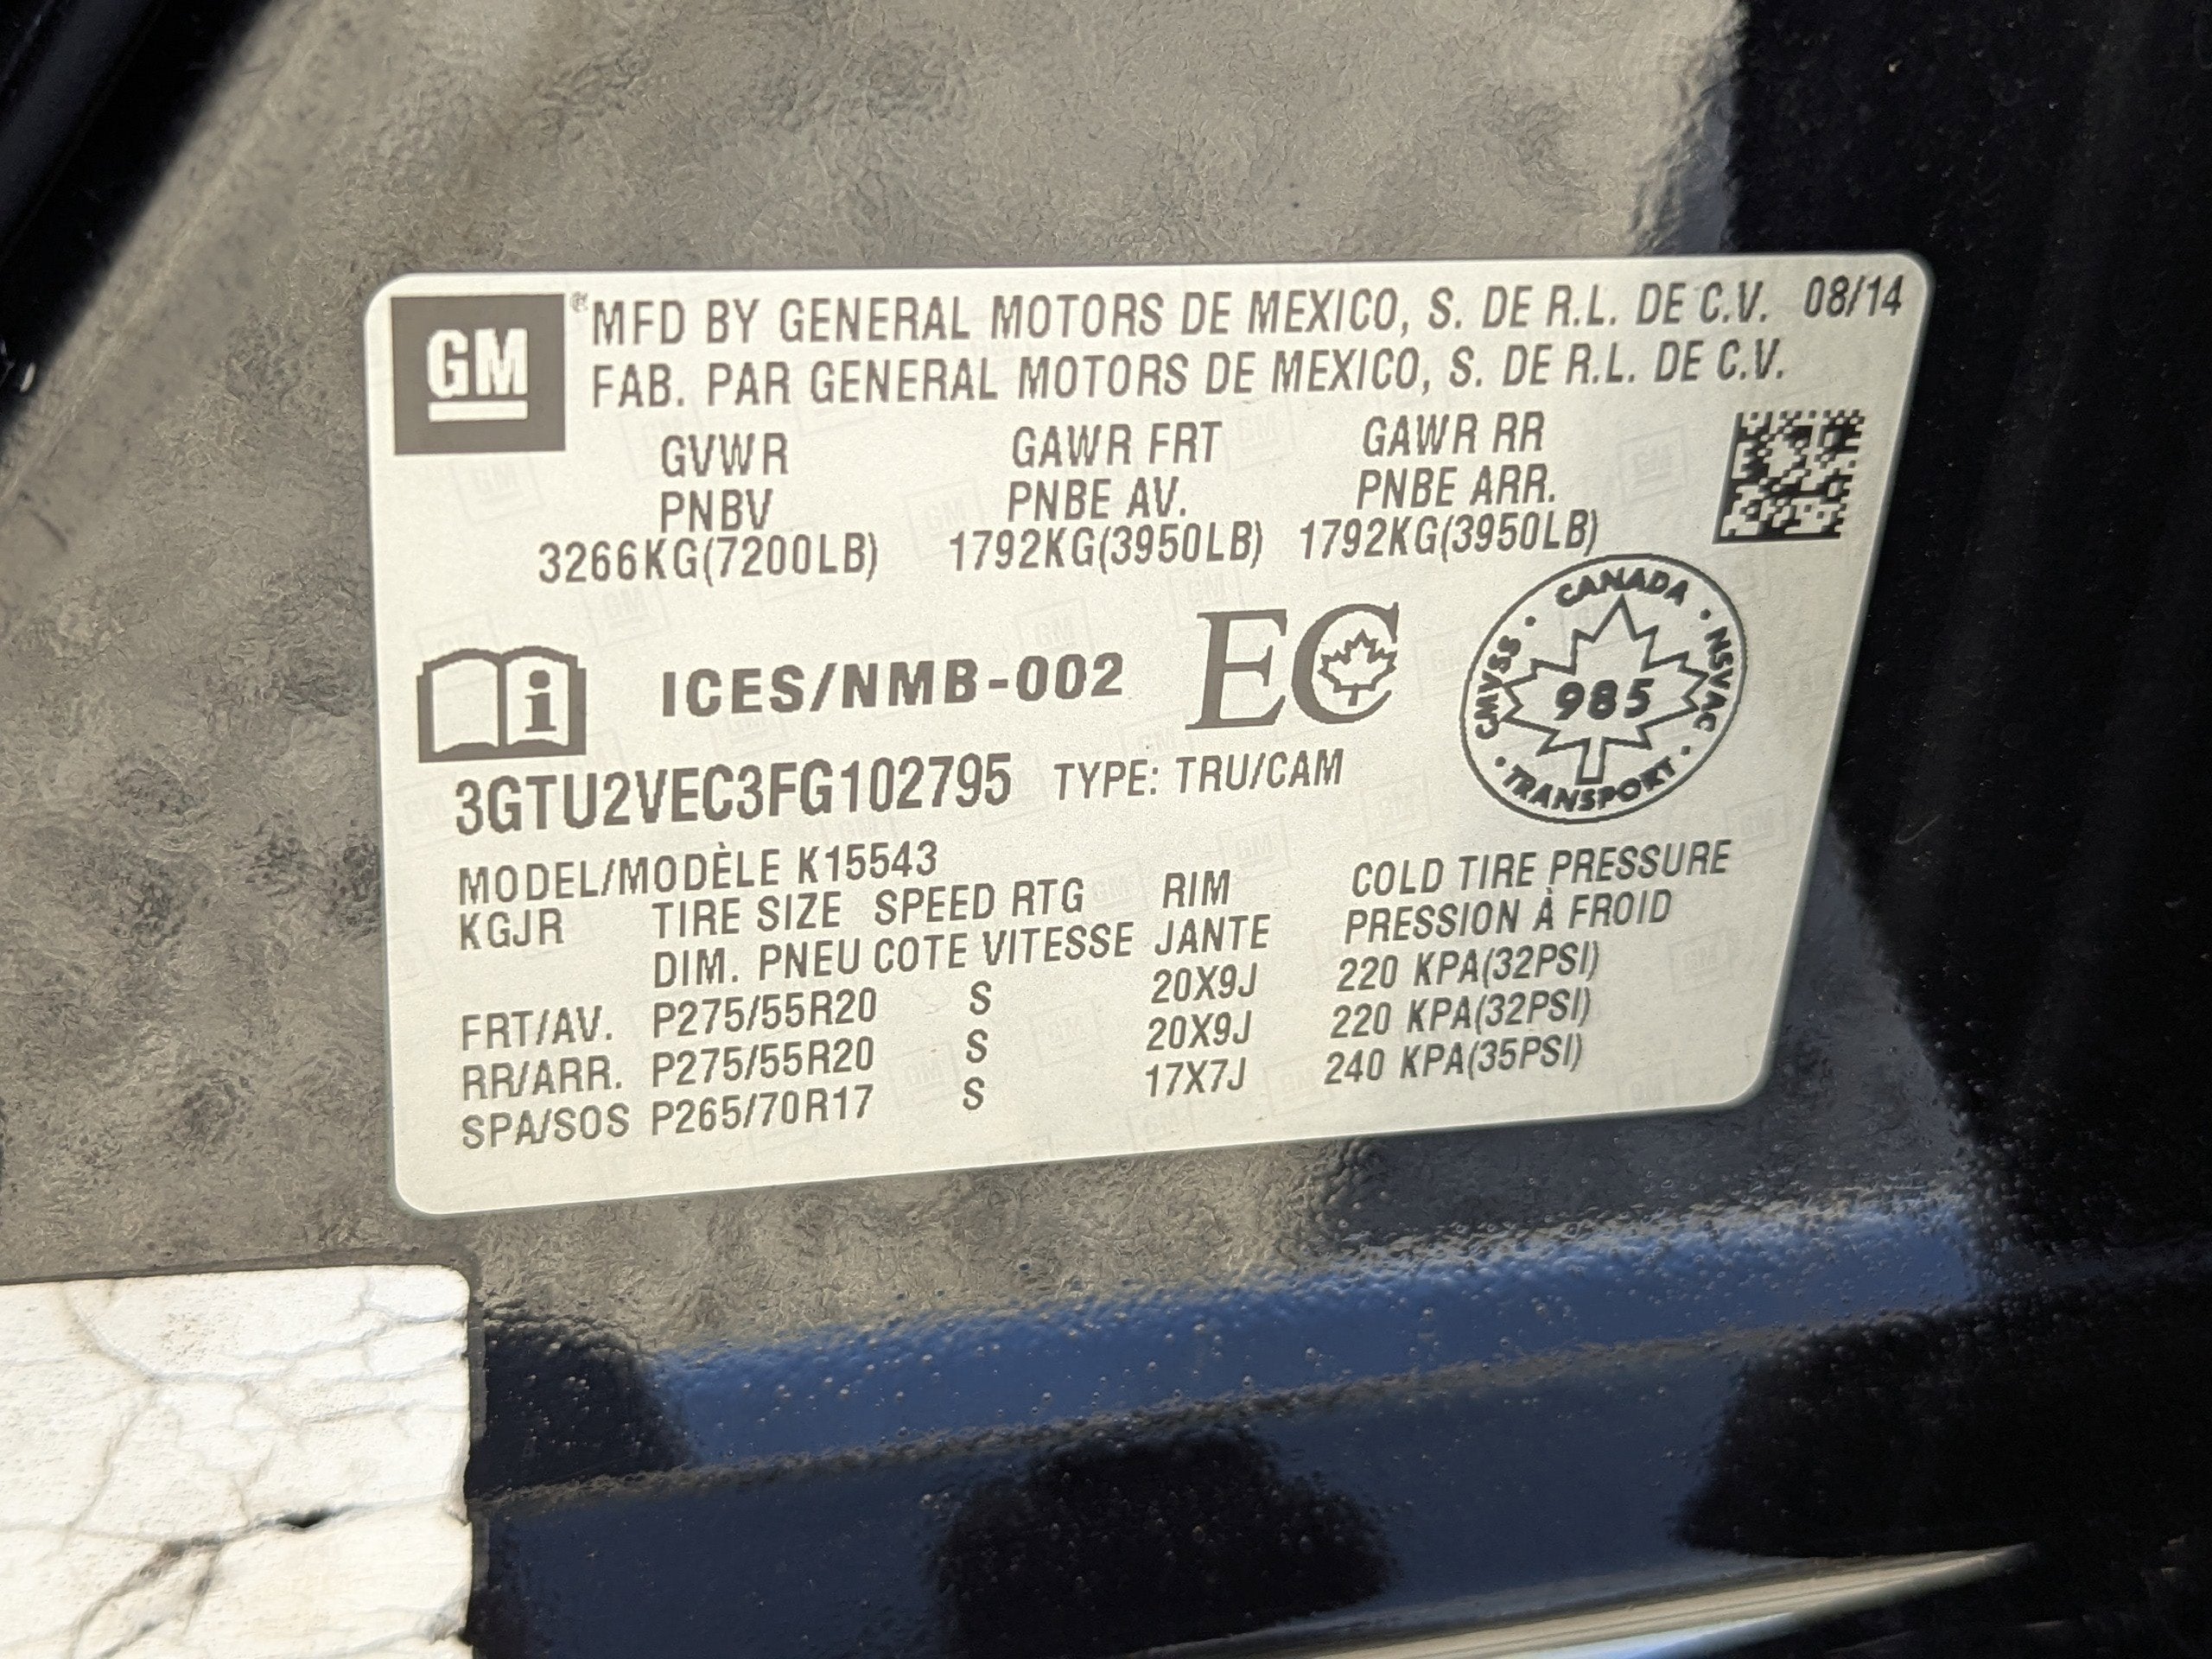 GM
MFD BY GENERAL MOTORS DE MEXICO, S. DE R.L. DE C.V. 08/14
FAB. PAR GENERAL MOTORS DE MEXICO, S. DE R.L. DE C.V.
GVWR GAWR FRT GAWR RR
PNBV PNBE AV. PNBE ARR.
3266KG(7200LB) 1792KG(3950LB) 1792KG(3950LB)
ICES/NMB-002 EC
CANADA · NSVAC · TRANSPORT · CMVSS ·
985
3GTU2VEC3FG102795 TYPE: TRU/CAM
MODEL/MODÈLE K15543
KGJR TIRE SIZE SPEED RTG RIM COLD TIRE PRESSURE
DIM. PNEU COTE VITESSE JANTE PRESSION À FROID
FRT/AV. P275/55R20 S 20X9J 220 KPA(32PSI)
RR/ARR. P275/55R20 S 20X9J 220 KPA(32PSI)
SPA/SOS P265/70R17 S 17X7J 240 KPA(35PSI)